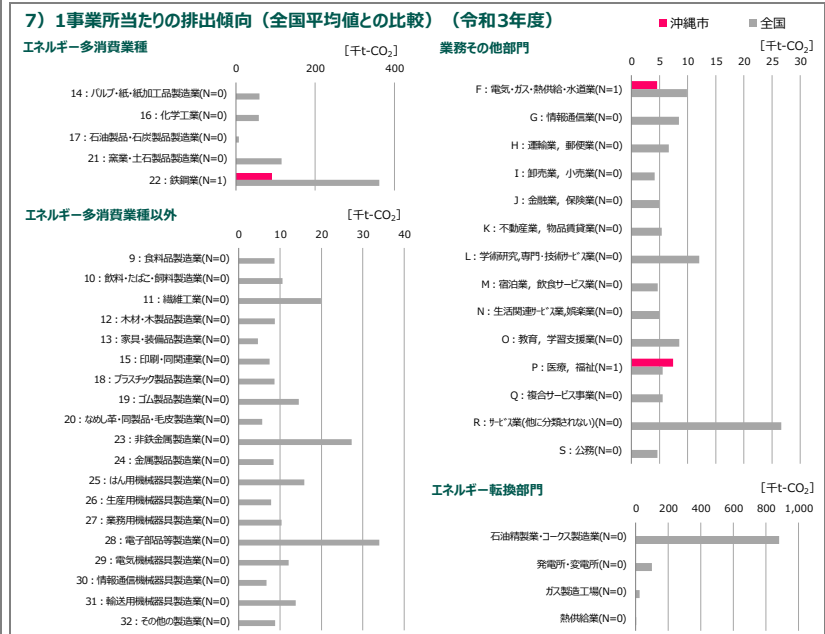 7）1事業所当たりの排出傾向（全国平均値との比較）（令和3年度）
■沖縄市 ■全国
エネルギー多消費業種
[千t-CO₂]
0 200 400
14：パルプ・紙・紙加工品製造業(N=0)
16：化学工業(N=0)
17：石油製品・石炭製品製造業(N=0)
21：窯業・土石製品製造業(N=0)
22：鉄鋼業(N=1)
エネルギー多消費業種以外
[千t-CO₂]
0 10 20 30 40
9：食料品製造業(N=0)
10：飲料・たばこ・飼料製造業(N=0)
11：繊維工業(N=0)
12：木材・木製品製造業(N=0)
13：家具・装備品製造業(N=0)
15：印刷・同関連業(N=0)
18：プラスチック製品製造業(N=0)
19：ゴム製品製造業(N=0)
20：なめし革・同製品・毛皮製造業(N=0)
23：非鉄金属製造業(N=0)
24：金属製品製造業(N=0)
25：はん用機械器具製造業(N=0)
26：生産用機械器具製造業(N=0)
27：業務用機械器具製造業(N=0)
28：電子部品等製造業(N=0)
29：電気機械器具製造業(N=0)
30：情報通信機械器具製造業(N=0)
31：輸送用機械器具製造業(N=0)
32：その他の製造業(N=0)
業務その他部門
[千t-CO₂]
0 5 10 15 20 25 30
F：電気・ガス・熱供給・水道業(N=1)
G：情報通信業(N=0)
H：運輸業，郵便業(N=0)
I：卸売業，小売業(N=0)
J：金融業，保険業(N=0)
K：不動産業，物品賃貸業(N=0)
L：学術研究,専門・技術ｻｰﾋﾞｽ業(N=0)
M：宿泊業，飲食サービス業(N=0)
N：生活関連ｻｰﾋﾞｽ業,娯楽業(N=0)
O：教育，学習支援業(N=0)
P：医療，福祉(N=1)
Q：複合サービス事業(N=0)
R：ｻｰﾋﾞｽ業(他に分類されない)(N=0)
S：公務(N=0)
エネルギー転換部門
[千t-CO₂]
0 200 400 600 800 1,000
石油精製業・コークス製造業(N=0)
発電所・変電所(N=0)
ガス製造工場(N=0)
熱供給業(N=0)